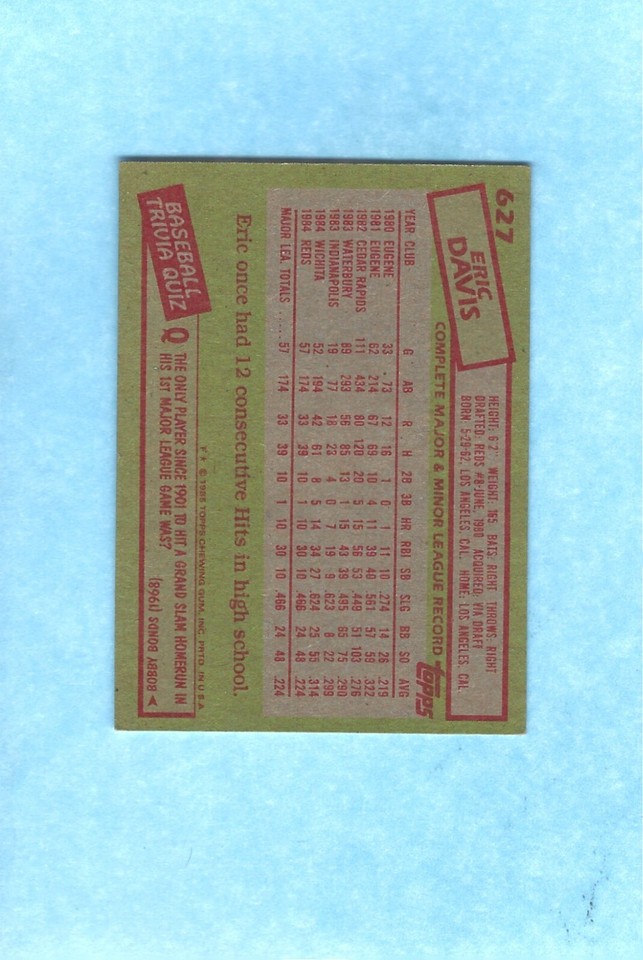 627
ERIC
DAVIS
HEIGHT: 6'2" WEIGHT: 165 BATS: RIGHT THROWS: RIGHT
DRAFTED: REDS #8-JUNE, 1980 ACQUIRED: VIA DRAFT
BORN: 5-29-62, LOS ANGELES, CAL. HOME: LOS ANGELES, CAL.
COMPLETE MAJOR & MINOR LEAGUE RECORD
topps
YEAR CLUB G AB R H 2B 3B HR RBI SB SLG BB SO AVG
1980 EUGENE 33 73 12 16 1 0 1 11 10 .274 14 26 .219
1981 EUGENE 62 214 67 69 10 4 11 39 40 .561 57 59 .322
1982 CEDAR RAPIDS 111 434 80 120 20 5 15 56 53 .449 51 103 .276
1983 WATERBURY 89 293 56 85 13 1 15 43 39 .495 65 75 .290
1983 INDIANAPOLIS 19 77 18 23 4 0 7 19 9 .623 8 22 .299
1984 WICHITA 52 194 42 61 8 5 14 34 27 .624 25 55 .314
1984 REDS 57 174 33 39 10 1 10 30 10 .466 24 48 .224
MAJOR LEA. TOTALS .....57 174 33 39 10 1 10 30 10 .466 24 48 .224
Eric once had 12 consecutive Hits in high school.
© 1985 TOPPS CHEWING GUM, INC. PRTD. IN U.S.A.
BASEBALL
TRIVIA QUIZ
Q THE ONLY PLAYER SINCE 1901 TO HIT A GRAND SLAM HOMERUN IN
HIS 1ST MAJOR LEAGUE GAME WAS?
(1968) BOBBY BONDS A